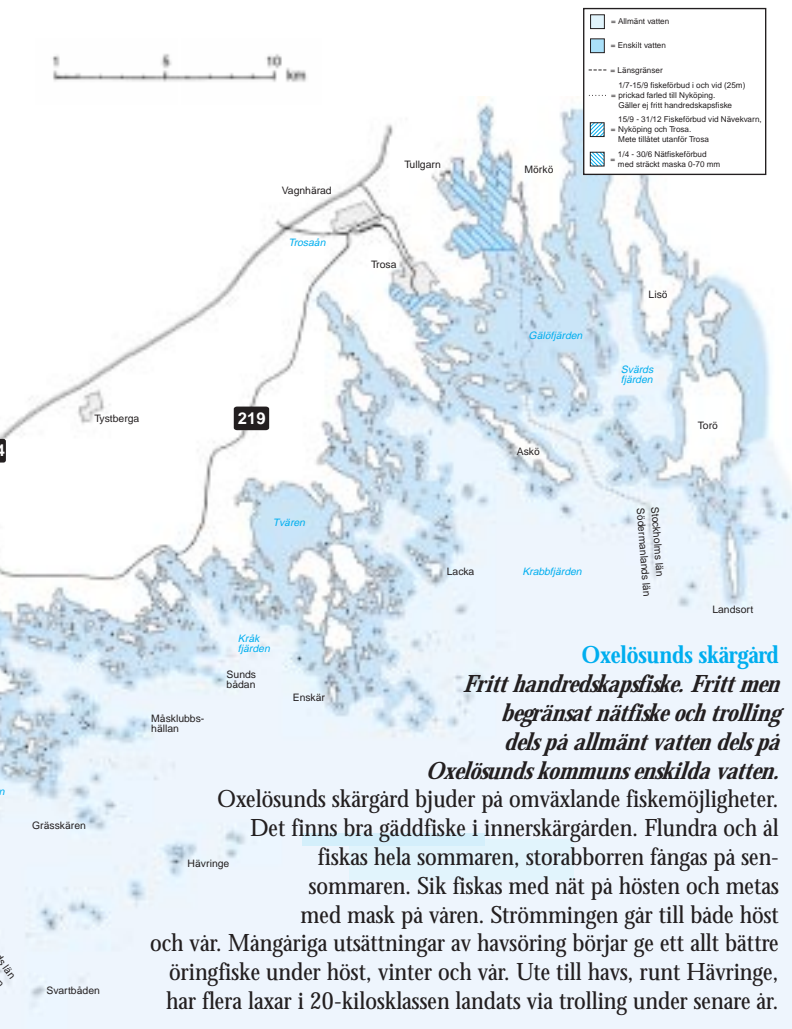 = Allmänt vatten
= Enskilt vatten
= Länsgränser
1/7-15/9 fiskeförbud i och vid (25m)
= prickad farled till Nyköping.
Gäller ej fritt handredskapsfiske
15/9 - 31/12 Fiskeförbud vid Nävekvarn,
= Nyköping och Trosa.
Mete tillåtet utanför Trosa
= 1/4 - 30/6 Nätfiskeförbud
med sträckt maska 0-70 mm
1 5 10
km
Tullgarn
Mörkö
Vagnhärad
Trosaån
Trosa
Lisö
Gälöfjärden
Svärds
fjärden
Tystberga
219
4
Torö
Askö
Tvären
Stockholms län
Södermanlands län
Lacka
Krabbfjärden
Landsort
Kråk
fjärden
Sunds
bådan
Enskär
Måsklubbs-
hällan
Grässkären
Hävringe
Svartbåden
Oxelösunds skärgård
Fritt handredskapsfiske. Fritt men
begränsat nätfiske och trolling
dels på allmänt vatten dels på
Oxelösunds kommuns enskilda vatten.
Oxelösunds skärgård bjuder på omväxlande fiskemöjligheter.
Det finns bra gäddfiske i innerskärgården. Flundra och ål
fiskas hela sommaren, storabborren fångas på sen-
sommaren. Sik fiskas med nät på hösten och metas
med mask på våren. Strömmingen går till både höst
och vår. Mångåriga utsättningar av havsöring börjar ge ett allt bättre
öringfiske under höst, vinter och vår. Ute till havs, runt Hävringe,
har flera laxar i 20-kilosklassen landats via trolling under senare år.